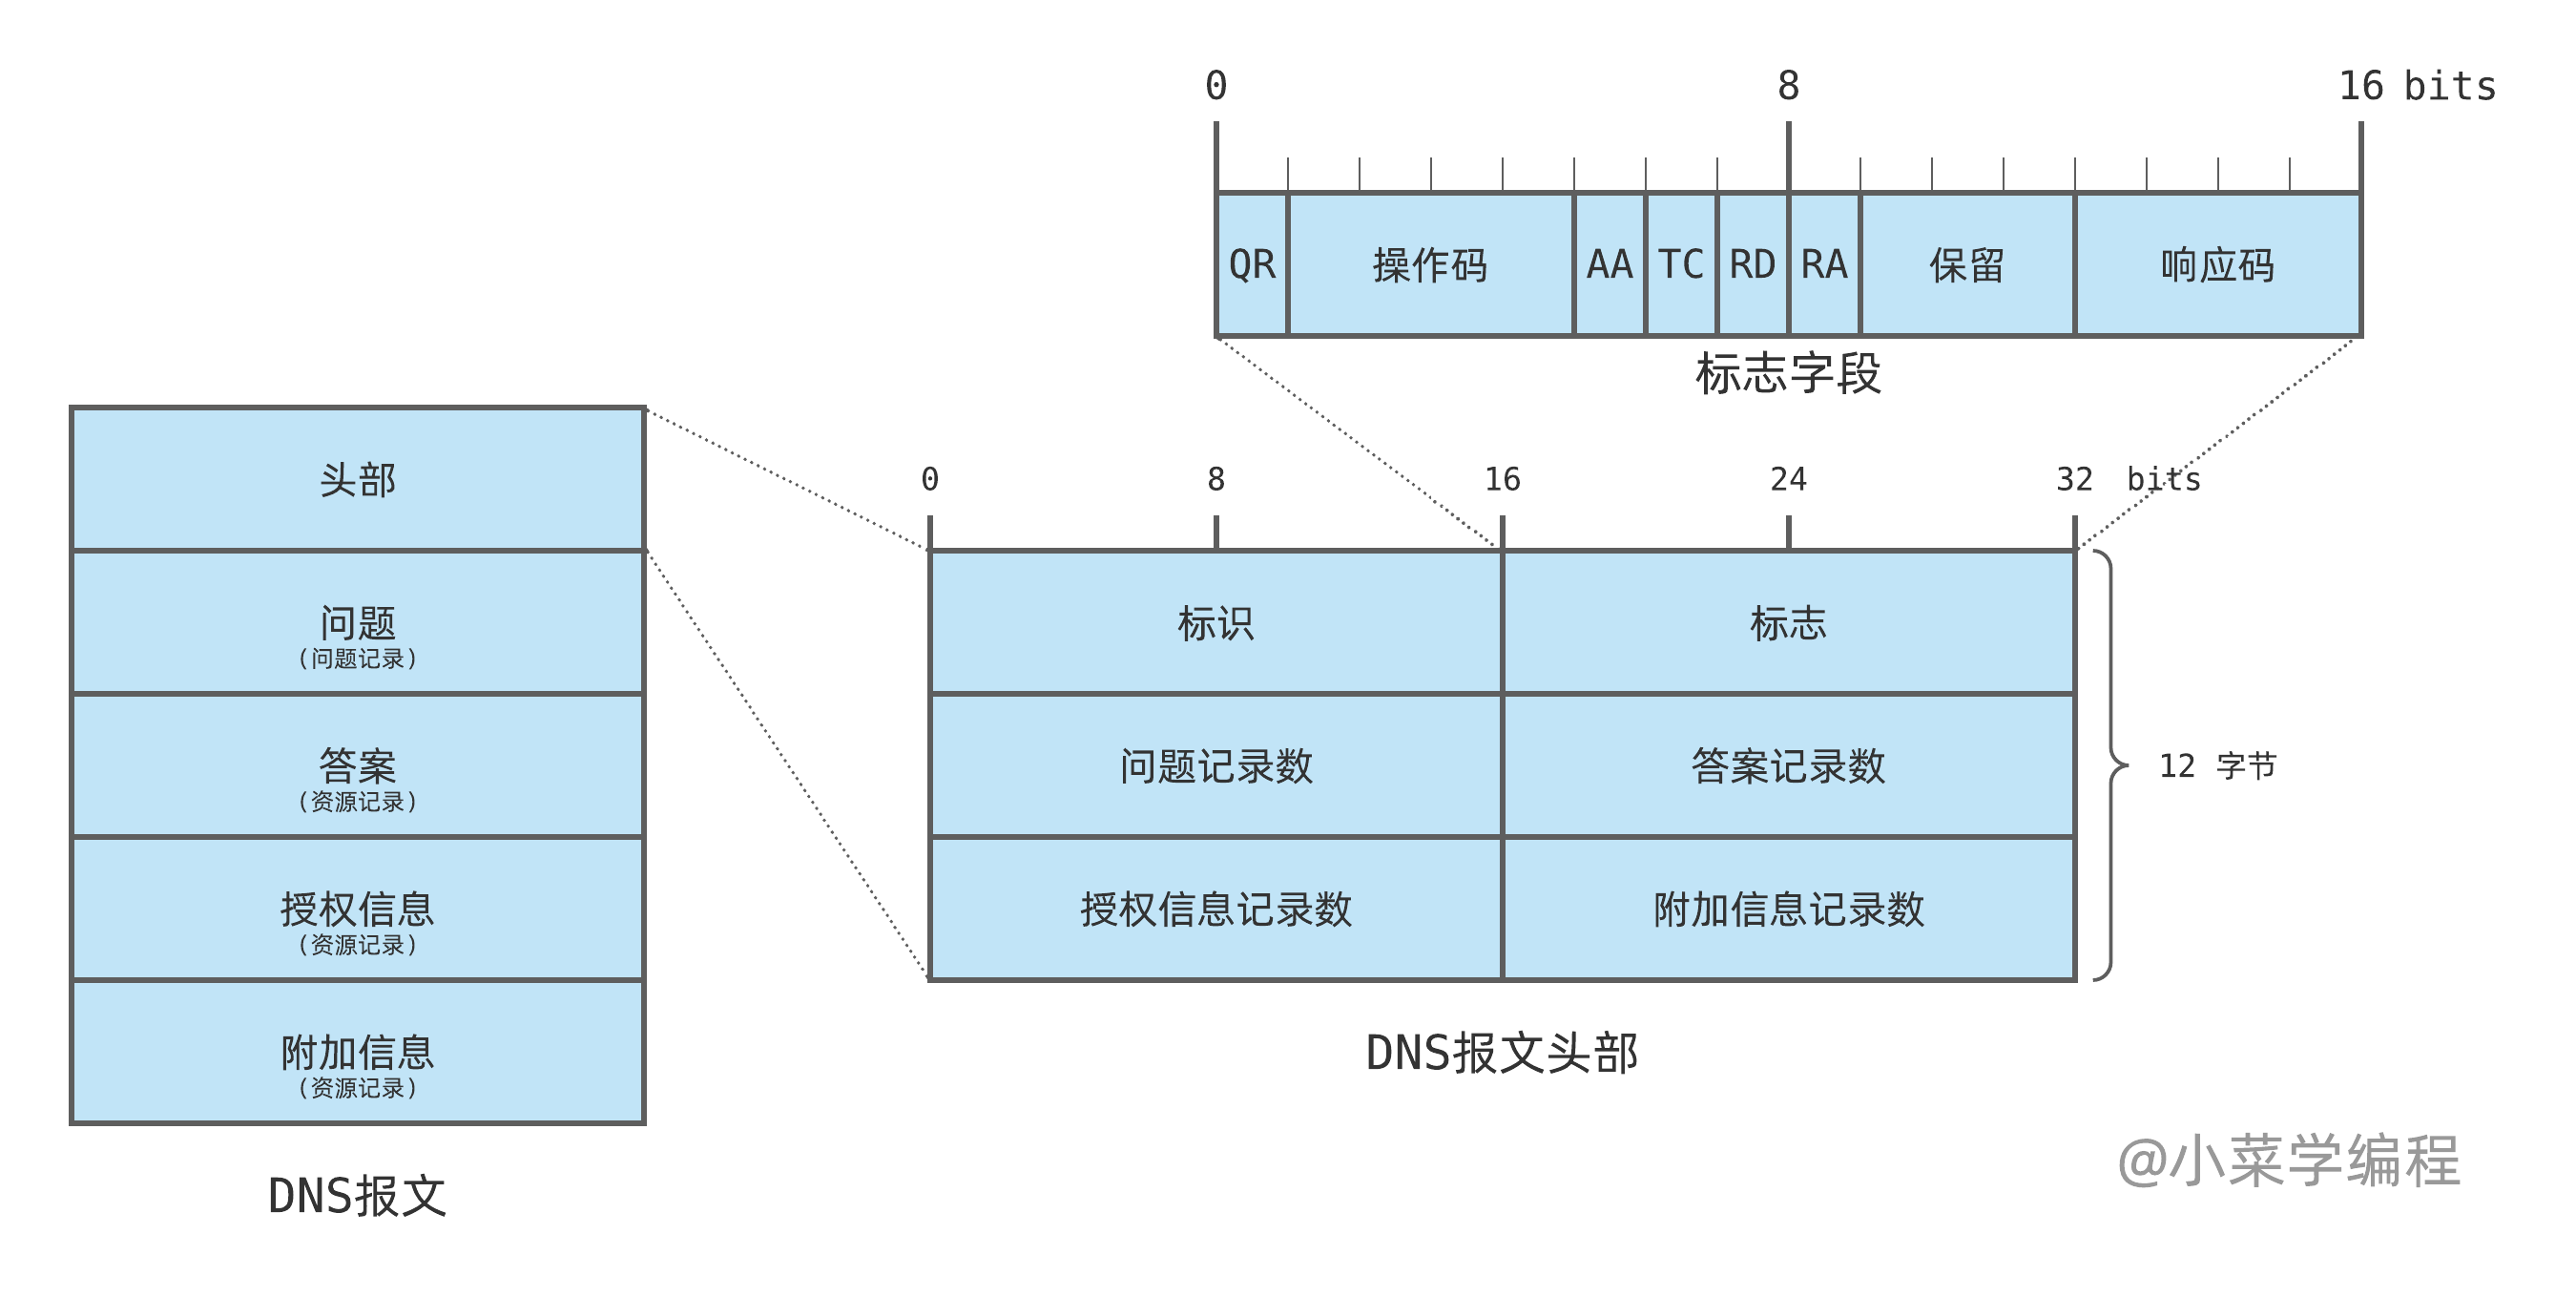 0 8 16 bits
QR 操作码 AA TC RD RA 保留 响应码
标志字段
0 8 16 24 32 bits
头部
问题
(问题记录)
答案
(资源记录)
授权信息
(资源记录)
附加信息
(资源记录)
DNS报文
标识 标志
问题记录数 答案记录数
授权信息记录数 附加信息记录数
12 字节
DNS报文头部
@小菜学编程